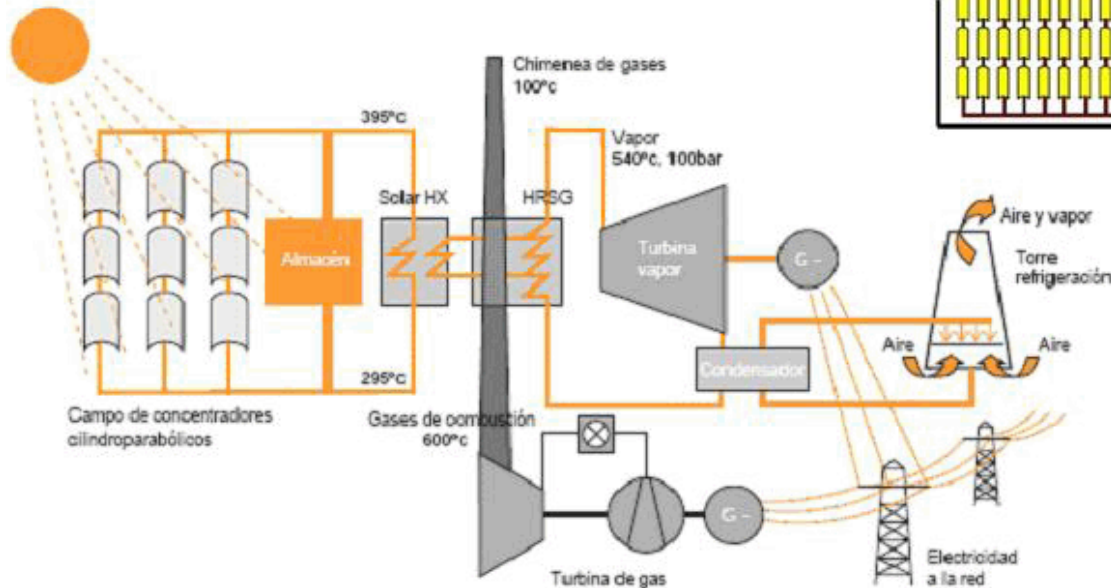 Chimenea de gases
100ºc
395ºC
Vapor
540ºc, 100bar
Sollar HX
HRSG
Aire y vapor
Torre
refrigeración
Almacén
Turbina
vapor
G ~
Aire
Aire
Condensador
295ºC
Campo de concentradores
cilindroparabólicos
Gases de combustión
600ºc
G ~
Turbina de gas
Electricidad
a la red